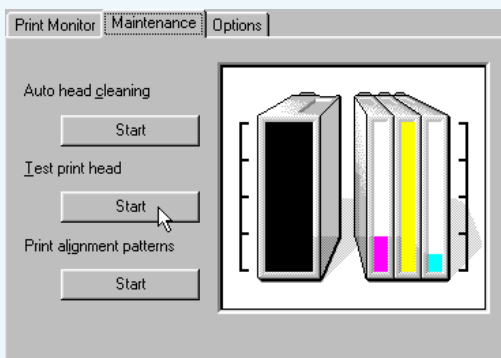 Print Monitor Maintenance Options
Auto head cleaning
Start
Test print head
Start
Print alignment patterns
Start